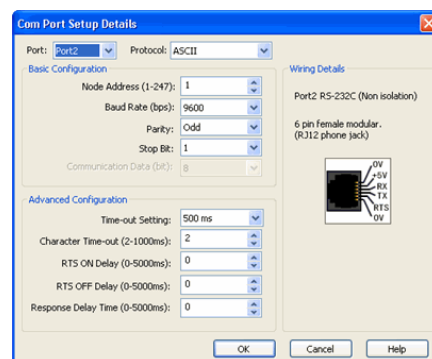 Com Port Setup Details
Port: Port2 Protocol: ASCII
Basic Configuration
Node Address (1-247): 1
Baud Rate (bps): 9600
Parity: Odd
Stop Bit: 1
Communication Data (bit): 8
Advanced Configuration
Time-out Setting: 500 ms
Character Time-out (2-1000ms): 2
RTS ON Delay (0-5000ms): 0
RTS OFF Delay (0-5000ms): 0
Response Delay Time (0-5000ms): 0
Wiring Details
Port2 RS-232C (Non isolation)
6 pin female modular.
(RJ12 phone jack)
0V
+5V
RX
TX
RTS
0V
OK Cancel Help